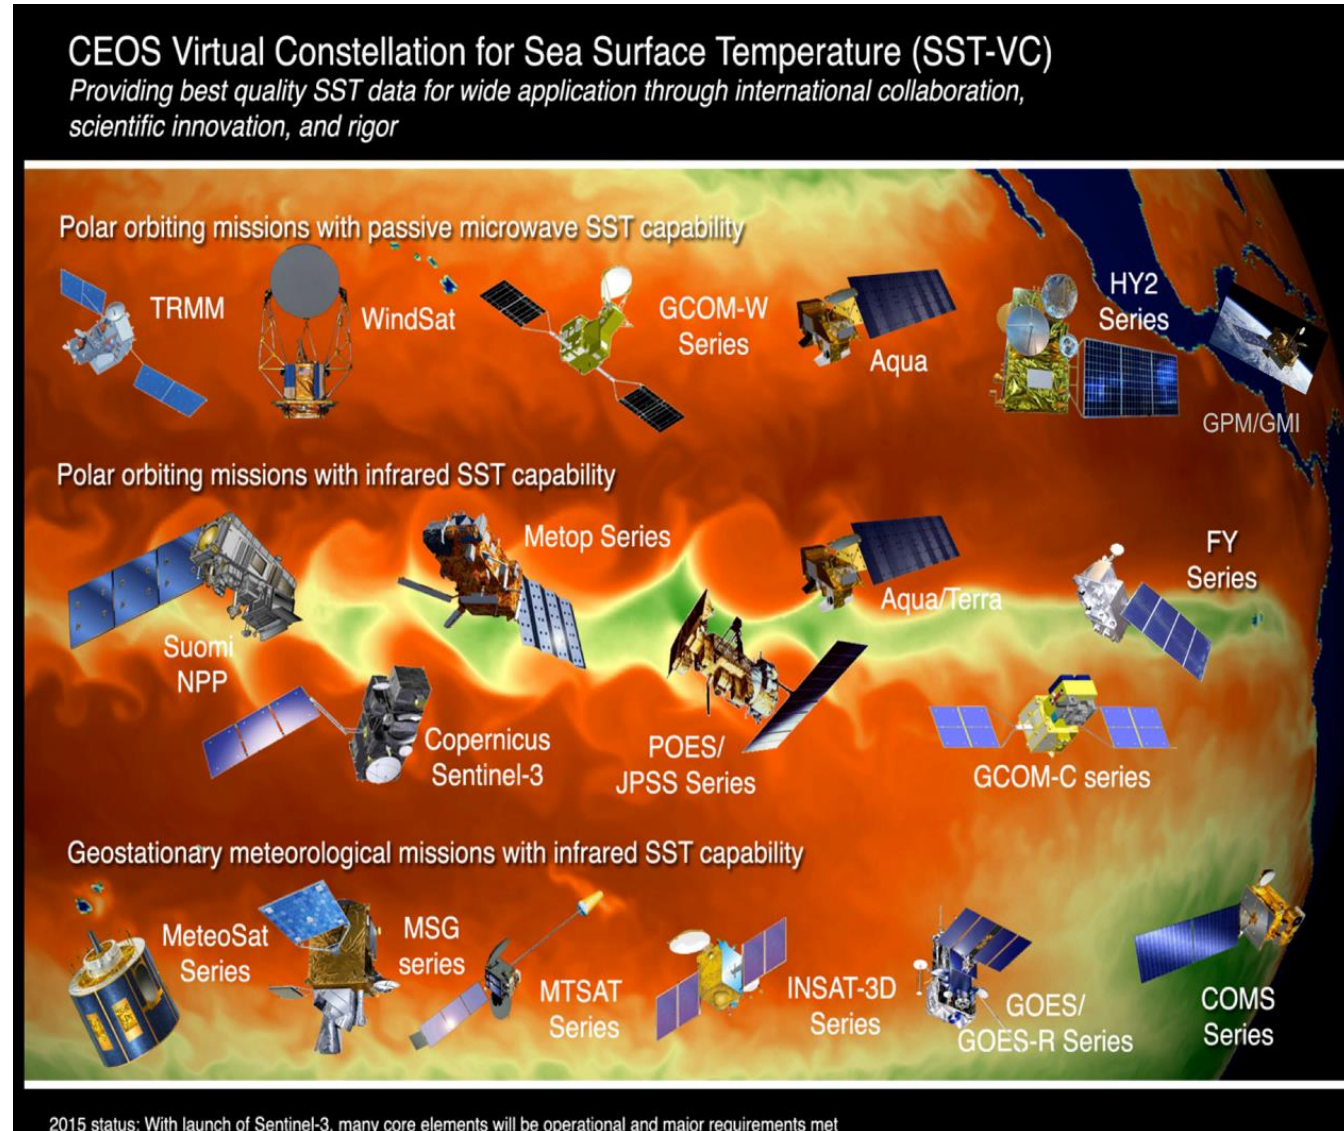 CEOS Virtual Constellation for Sea Surface Temperature (SST-VC)
Providing best quality SST data for wide application through international collaboration,
scientific innovation, and rigor
Polar orbiting missions with passive microwave SST capability
TRMM
WindSat
GCOM-W
Series
Aqua
HY2
Series
GPM/GMI
Polar orbiting missions with infrared SST capability
Suomi
NPP
Metop Series
Aqua/Terra
FY
Series
Copernicus
Sentinel-3
POES/
JPSS Series
GCOM-C series
Geostationary meteorological missions with infrared SST capability
MeteoSat
Series
MSG
series
MTSAT
Series
INSAT-3D
Series
GOES/
GOES-R Series
COMS
Series
2015 status: With launch of Sentinel-3, many core elements will be operational and major requirements met